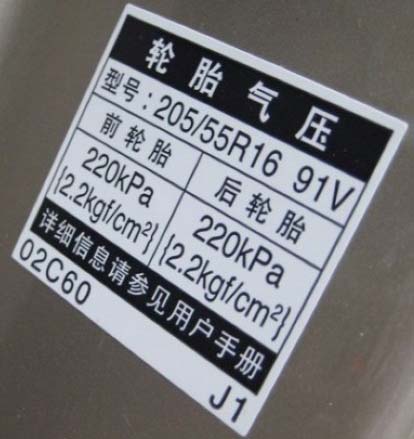 轮胎气压
型号：205/55R16 91V
前轮胎 后轮胎
220kPa 220kPa
{2.2kgf/cm²} {2.2kgf/cm²}
详细信息请参见用户手册
02C60 J1